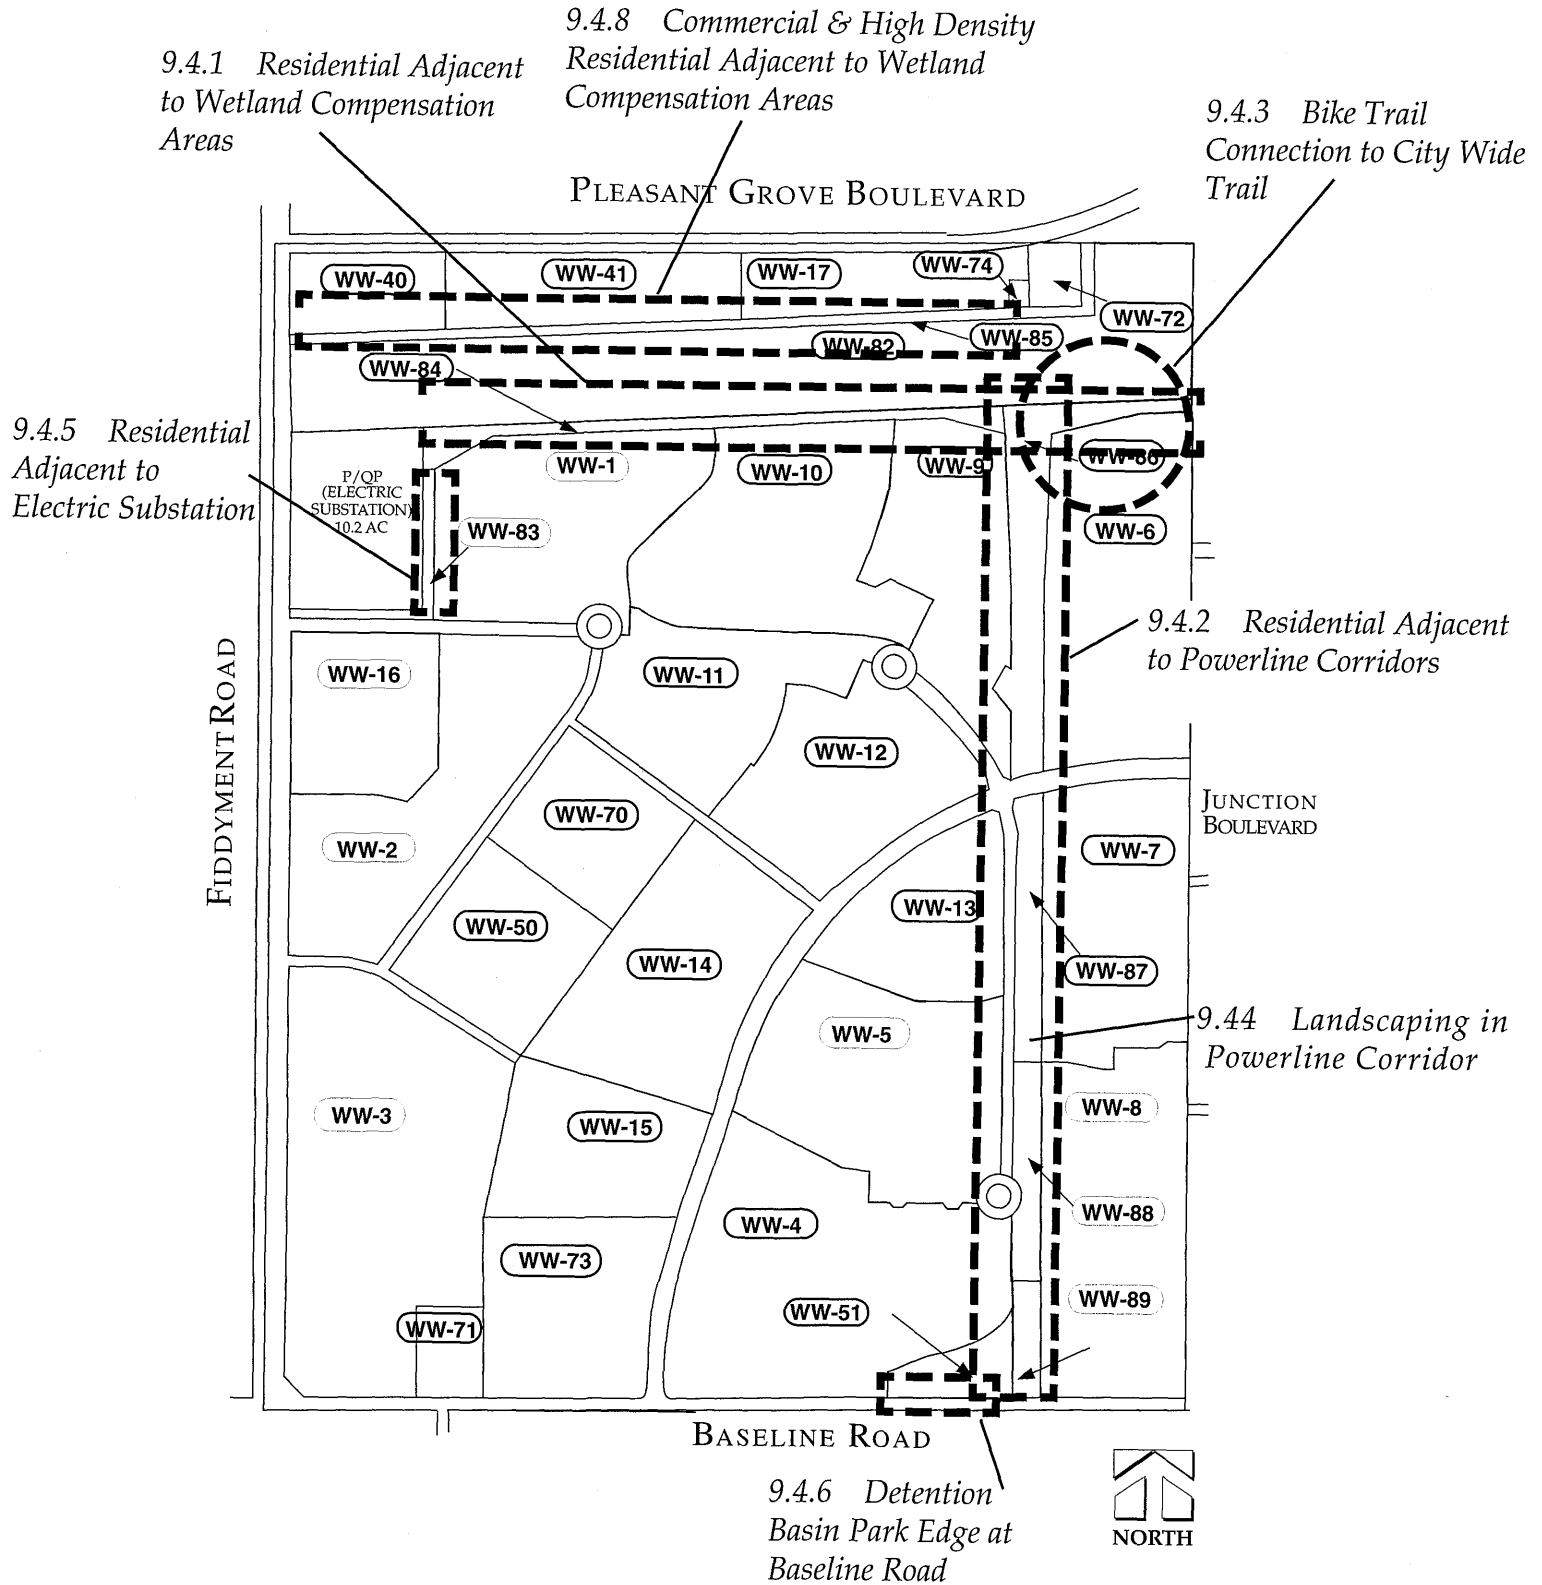 9.4.8 Commercial & High Density
Residential Adjacent to Wetland
Compensation Areas
9.4.1 Residential Adjacent
to Wetland Compensation
Areas
9.4.3 Bike Trail
Connection to City Wide
Trail
PLEASANT GROVE BOULEVARD
WW-40
WW-41
WW-17
WW-74
WW-72
WW-85
WW-82
WW-84
9.4.5 Residential
Adjacent to
Electric Substation
P/QP
(ELECTRIC
SUBSTATION)
10.2 AC
WW-1
WW-10
WW-9
WW-86
WW-83
WW-6
9.4.2 Residential Adjacent
to Powerline Corridors
FIDDYMENT ROAD
WW-16
WW-11
WW-12
JUNCTION
BOULEVARD
WW-70
WW-2
WW-7
WW-13
WW-50
WW-14
WW-87
9.44 Landscaping in
Powerline Corridor
WW-5
WW-3
WW-15
WW-8
WW-4
WW-88
WW-73
WW-71
WW-51
WW-89
BASELINE ROAD
9.4.6 Detention
Basin Park Edge at
Baseline Road
NORTH